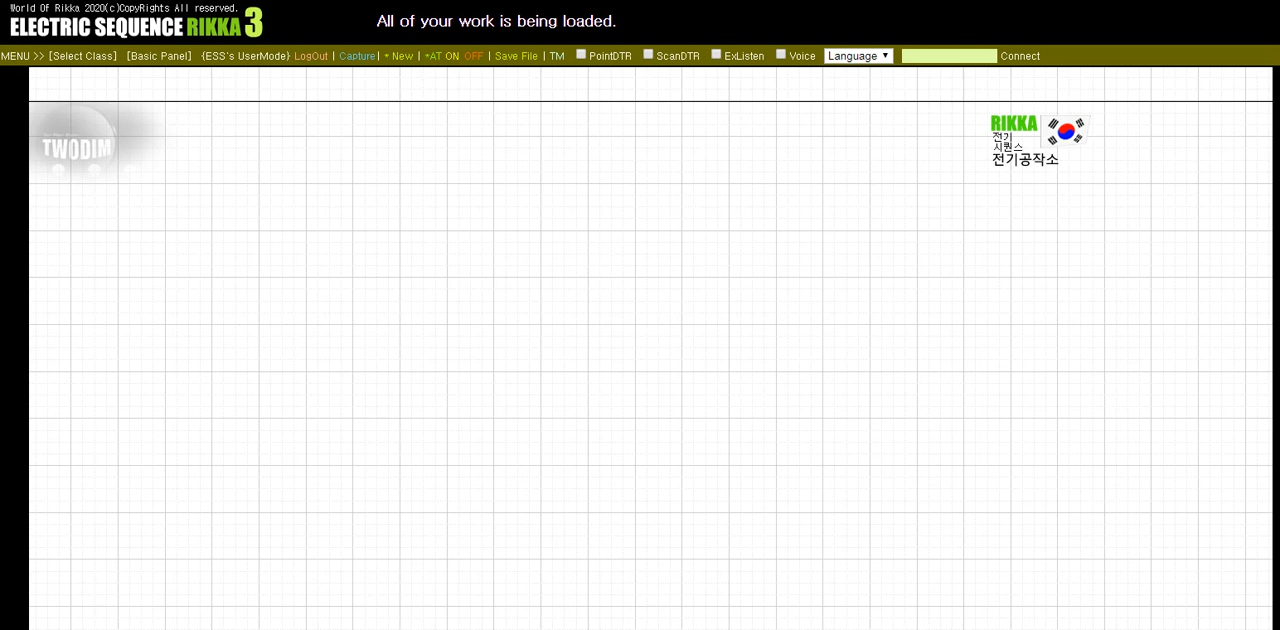 World Of Rikka 2020(c)CopyRights All reserved.
ELECTRIC SEQUENCE RIKKA 3
All of your work is being loaded.
MENU >> [Select Class] [Basic Panel] {ESS's UserMode} LogOut | Capture | * New | *AT ON OFF | Save File | TM PointDTR ScanDTR ExListen Voice Language Connect
TWODIM
RIKKA
전기
시퀀스
전기공작소